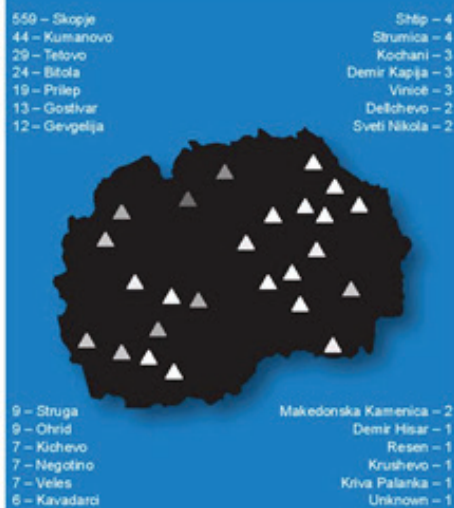 559 – Skopje
44 – Kumanovo
29 – Tetovo
24 – Bitola
19 – Prilep
13 – Gostivar
12 – Gevgelija
Shtip – 4
Strumica – 4
Kochani – 3
Demir Kapija – 3
Vinicë – 3
Dellchevo – 2
Sveti Nikola – 2
9 – Struga
9 – Ohrid
7 – Kichevo
7 – Negotino
7 – Veles
6 – Kavadarci
Makedonska Kamenica – 2
Demir Hisar – 1
Resen – 1
Krushevo – 1
Kriva Palanka – 1
Unknown – 1